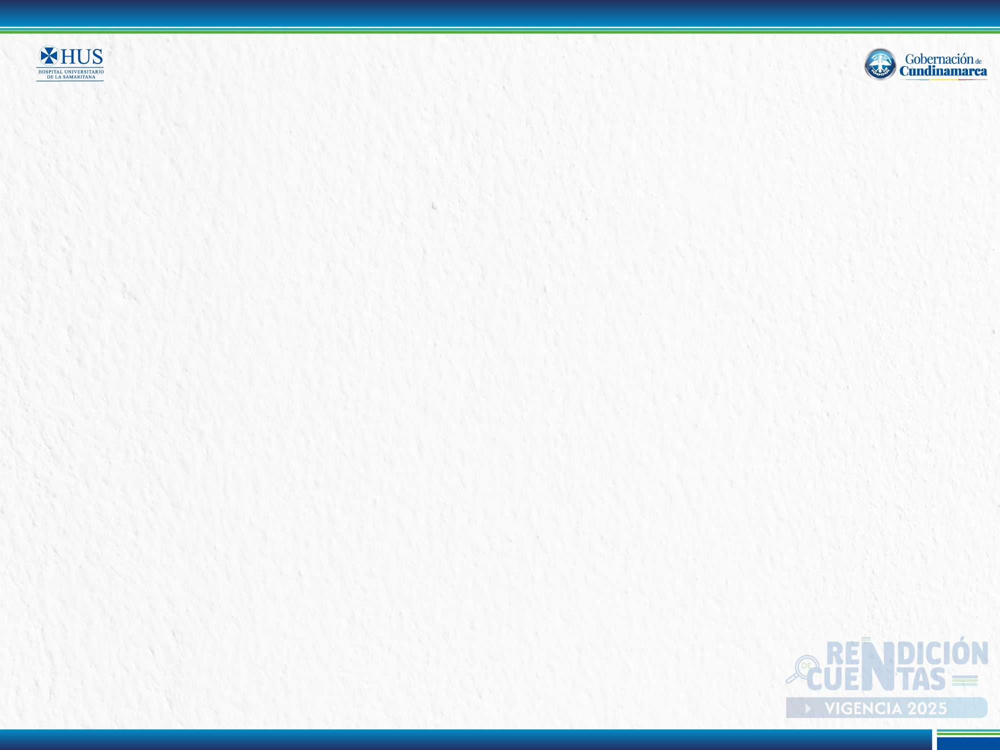 HUS
HOSPITAL UNIVERSITARIO
DE LA SAMARITANA
Gobernación de
Cundinamarca
RENDICIÓN
DE CUENTAS
VIGENCIA 2025